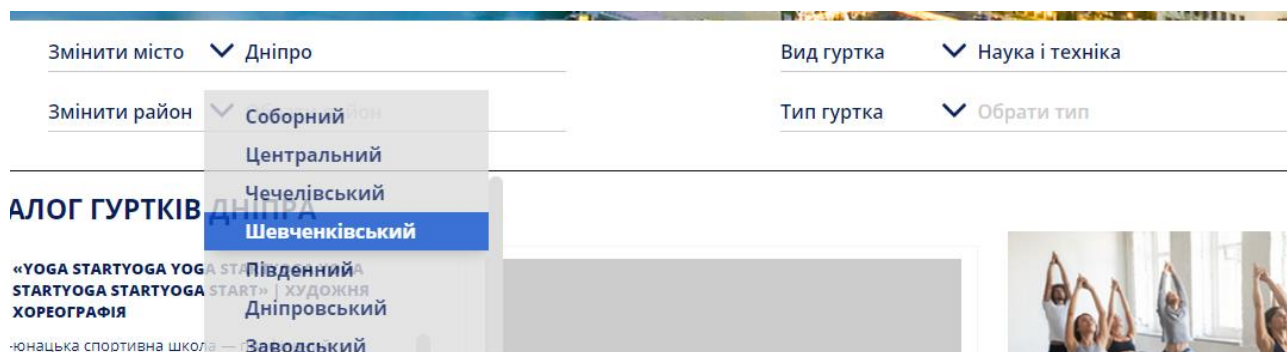 Змінити місто Дніпро
Вид гуртка Наука і техніка
Змінити район
Тип гуртка Обрати тип
Соборний
Центральний
Чечелівський
Шевченківський
Південний
Дніпровський
Заводський
АЛОГ ГУРТКІВ ДНІПРА
«YOGA STARTYOGA YOGA
STARTYOGA STARTYOGA START» | ХУДОЖНЯ
ХОРЕОГРАФІЯ
-юнацька спортивна школа —